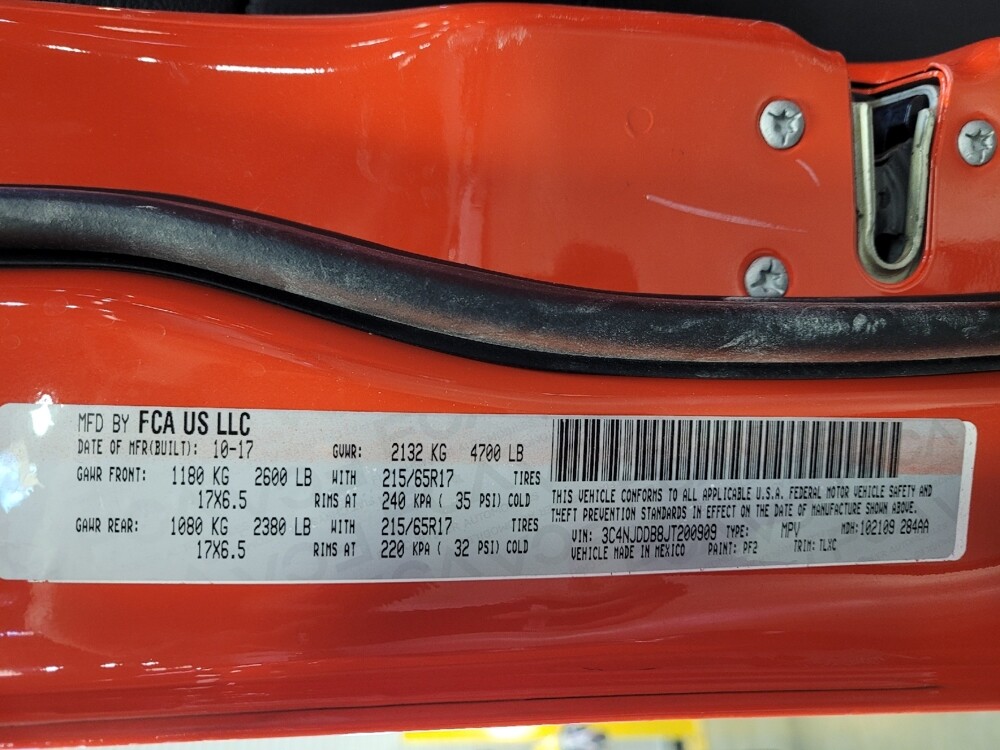 MFD BY FCA US LLC
DATE OF MFR(BUILT): 10-17 GVWR: 2132 KG 4700 LB
GAWR FRONT: 1180 KG 2600 LB WITH 215/65R17 TIRES
17X6.5 RIMS AT 240 KPA ( 35 PSI) COLD
GAWR REAR: 1080 KG 2380 LB WITH 215/65R17 TIRES
17X6.5 RIMS AT 220 KPA ( 32 PSI) COLD
THIS VEHICLE CONFORMS TO ALL APPLICABLE U.S.A. FEDERAL MOTOR VEHICLE SAFETY AND
THEFT PREVENTION STANDARDS IN EFFECT ON THE DATE OF MANUFACTURE SHOWN ABOVE.
VIN: 3C4NJDDB8JT200909 TYPE: MPV MDH:102109 284AA
VEHICLE MADE IN MEXICO PAINT: PF2 TRIM: TLXC